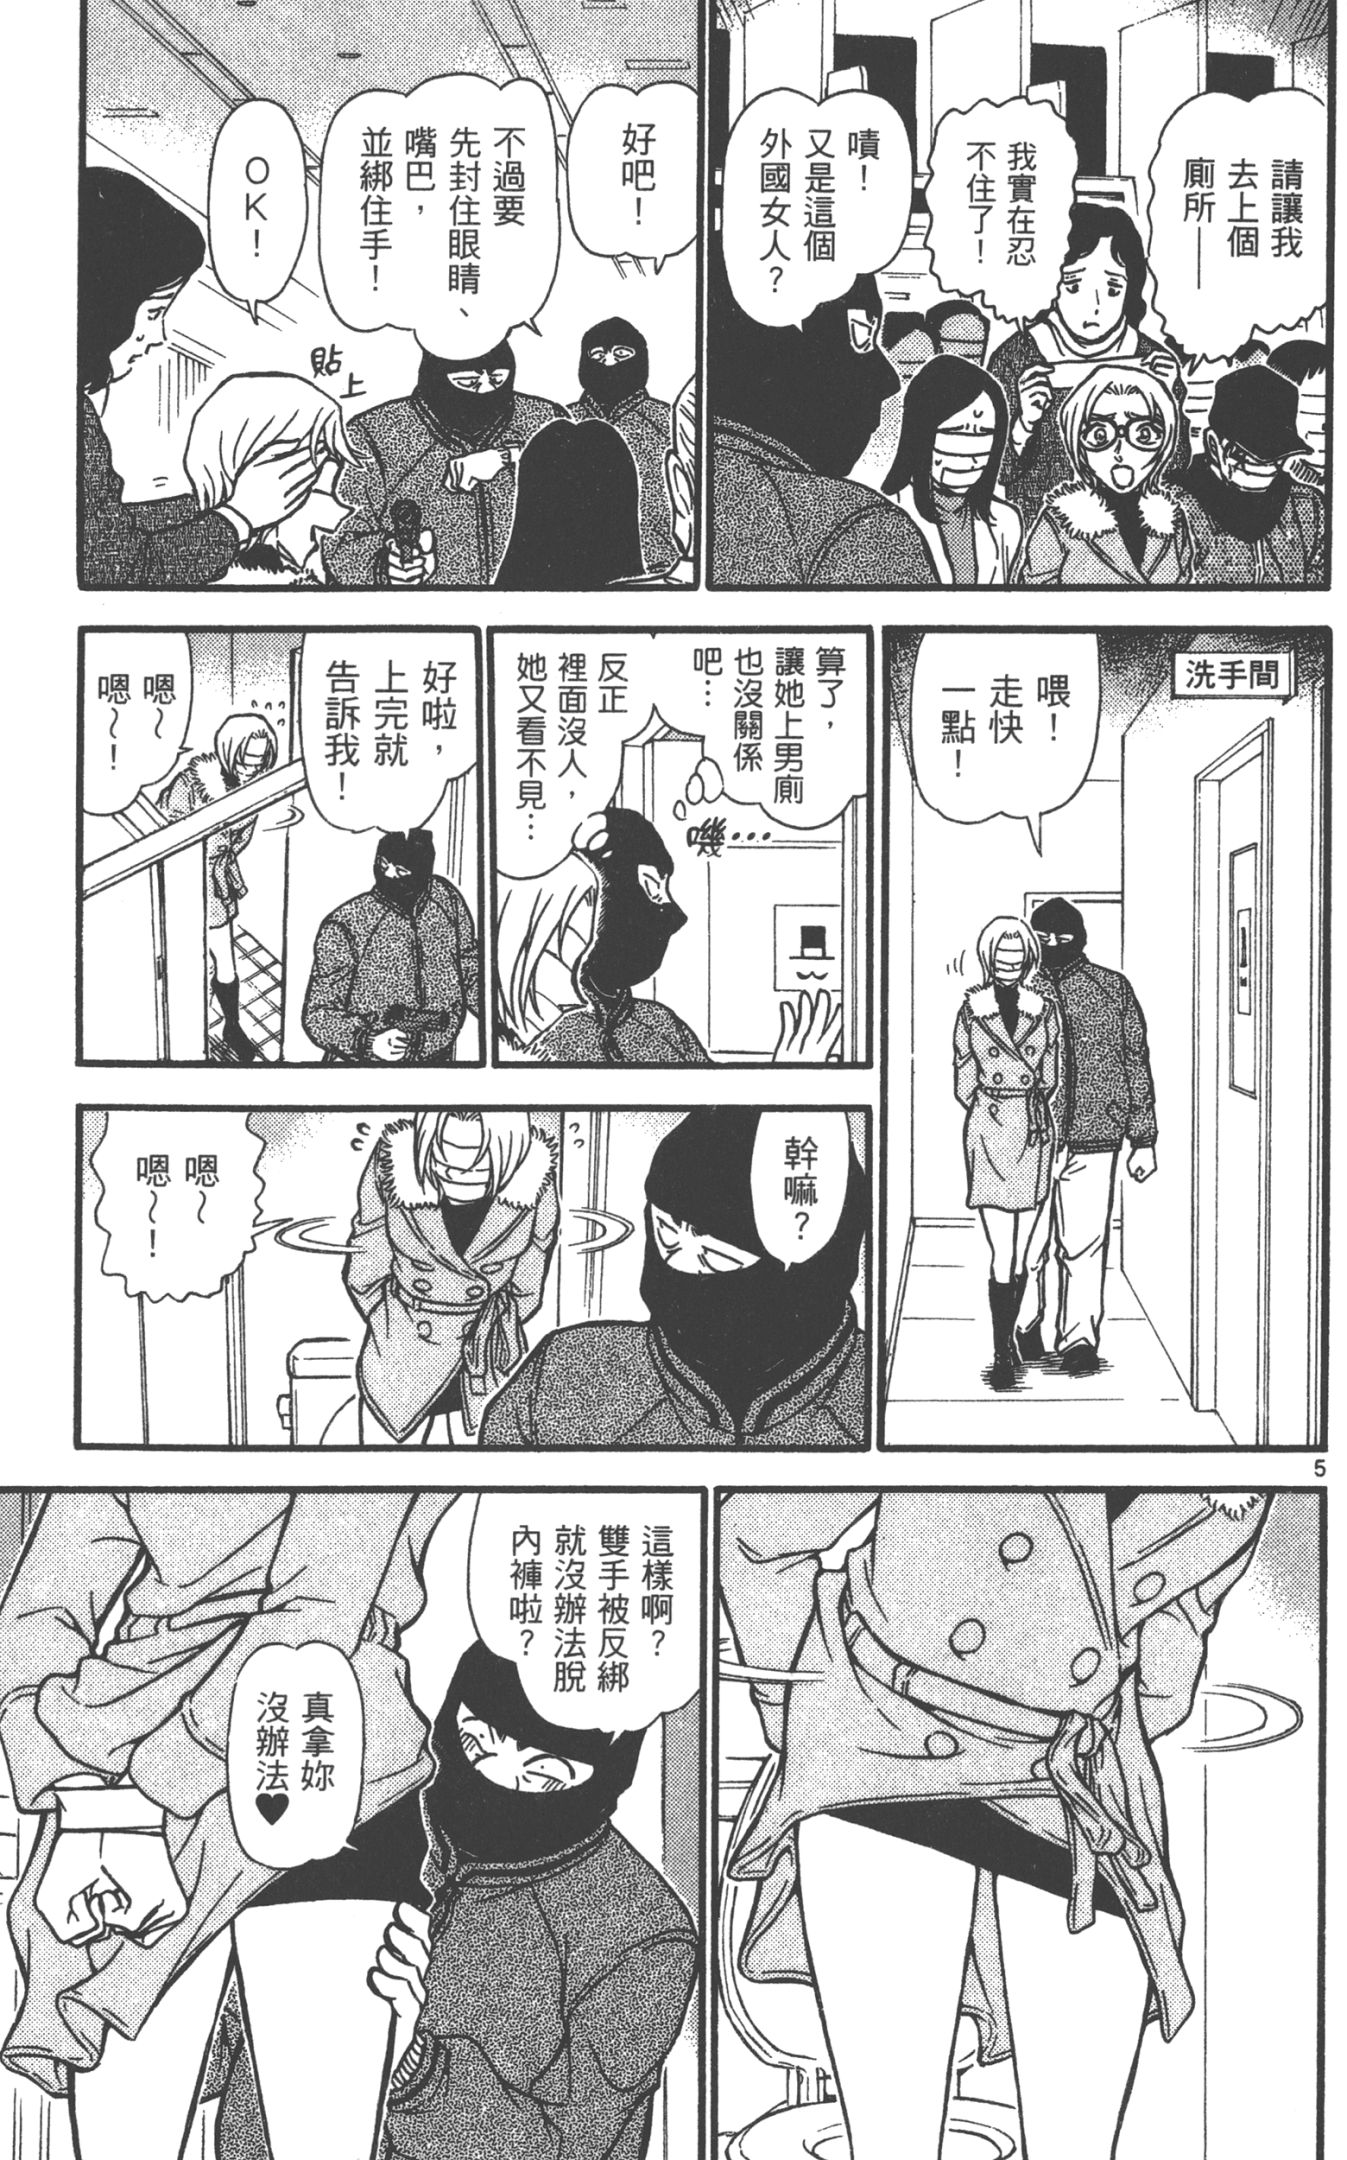 請讓我
去上個
廁所——
我實在忍
不住了！
嘖！
又是這個
外國女人？
好吧！
不過要
先封住眼睛、
嘴巴，
並綁住手！
貼上
OK！
洗手間
喂！
走快
一點！
算了，
讓她上男廁
也沒關係
吧…
反正
裡面沒人，
她又看不見…
嘰…
好啦，
上完就
告訴我！
嗯～
嗯～！
幹嘛？
嗯～
嗯～！
5
這樣啊？
雙手被反綁
就沒辦法脫
內褲啦？
真拿妳
沒辦法♥